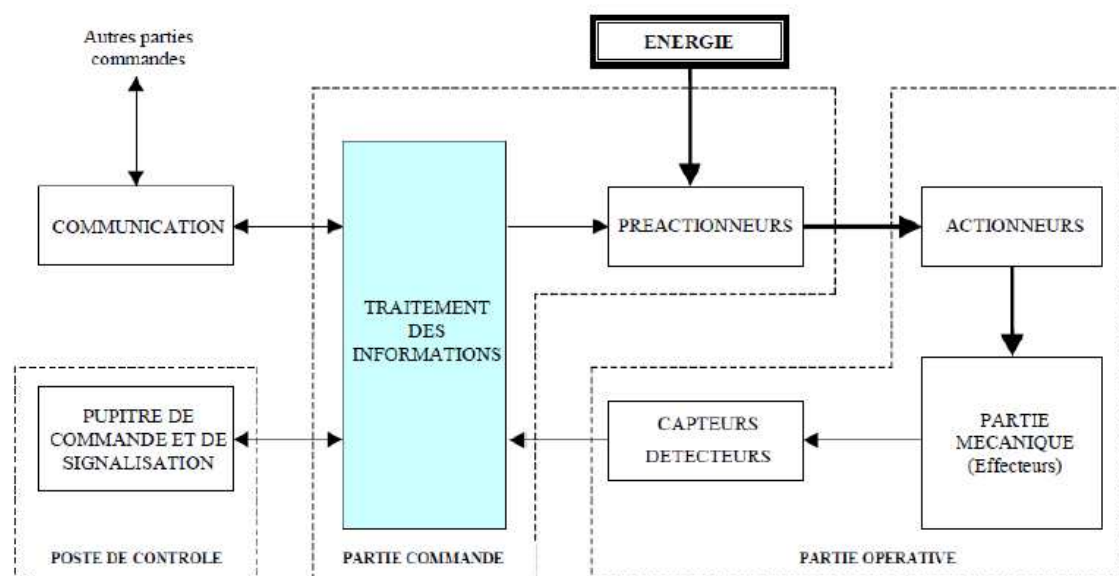 Autres parties
commandes
ENERGIE
COMMUNICATION
PREACTIONNEURS
ACTIONNEURS
TRAITEMENT
DES
INFORMATIONS
PUPITRE DE
COMMANDE ET DE
SIGNALISATION
CAPTEURS
DETECTEURS
PARTIE
MECANIQUE
(Effecteurs)
POSTE DE CONTROLE
PARTIE COMMANDE
PARTIE OPERATIVE